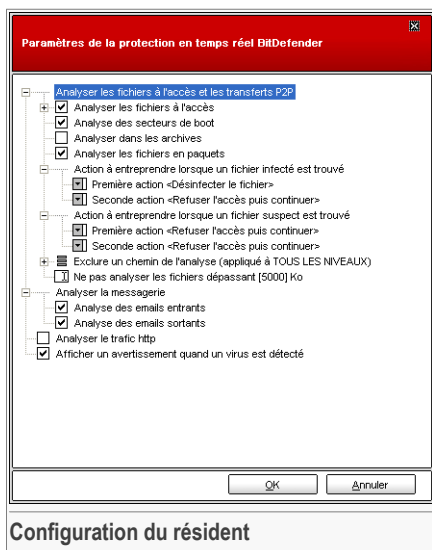 Paramètres de la protection en temps réel BitDefender
Analyser les fichiers à l'accès et les transferts P2P
Analyser les fichiers à l'accès
Analyse des secteurs de boot
Analyser dans les archives
Analyser les fichiers en paquets
Action à entreprendre lorsque un fichier infecté est trouvé
Première action <Désinfecter le fichier>
Seconde action <Refuser l'accès puis continuer>
Action à entreprendre lorsque un fichier suspect est trouvé
Première action <Refuser l'accès puis continuer>
Seconde action <Refuser l'accès puis continuer>
Exclure un chemin de l'analyse (appliqué à TOUS LES NIVEAUX)
Ne pas analyser les fichiers dépassant [5000] Ko
Analyser la messagerie
Analyse des emails entrants
Analyse des emails sortants
Analyser le trafic http
Afficher un avertissement quand un virus est détecté
OK Annuler
Configuration du résident